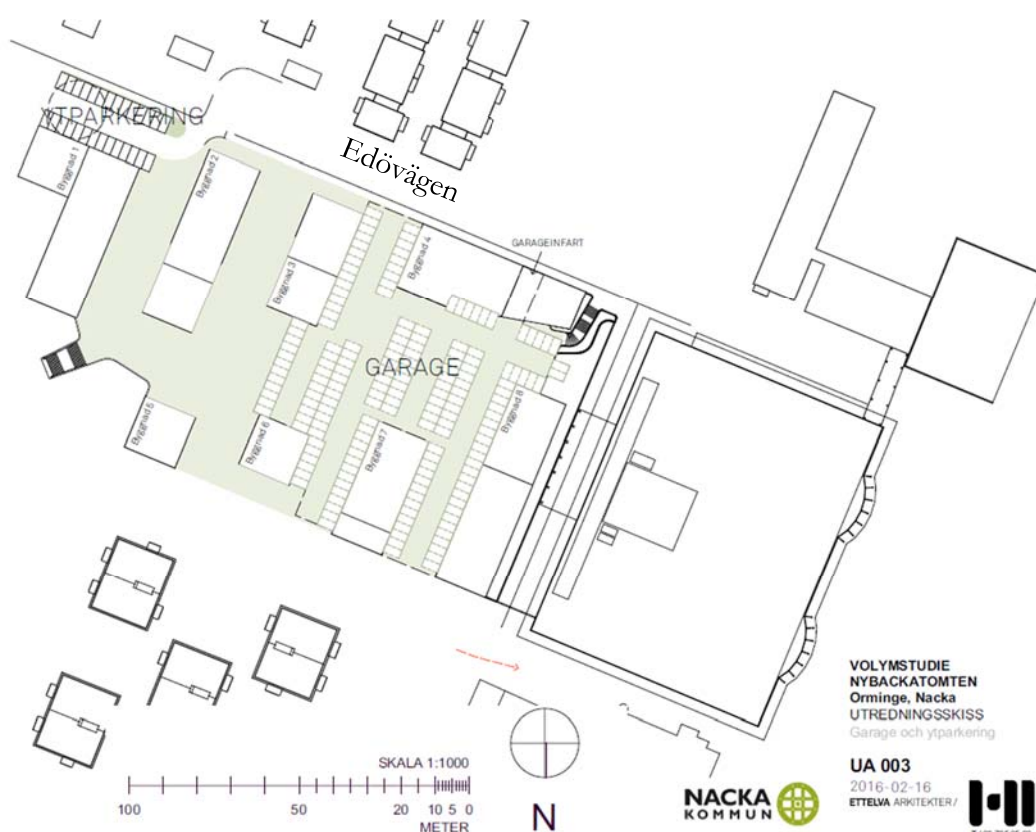 YTPARKERING
Byggnad 1
Byggnad 2
Edövägen
Byggnad 3
Byggnad 4
GARAGEINFART
GARAGE
Byggnad 5
Byggnad 6
Byggnad 7
Byggnad 8
SKALA 1:1000
100 50 20 10 5 0
METER
N
NACKA
KOMMUN
VOLYMSTUDIE
NYBACKATOMTEN
Orminge, Nacka
UTREDNINGSSKISS
Garage och ytparkering
UA 003
2016-02-16
ETTELVA ARKITEKTER /